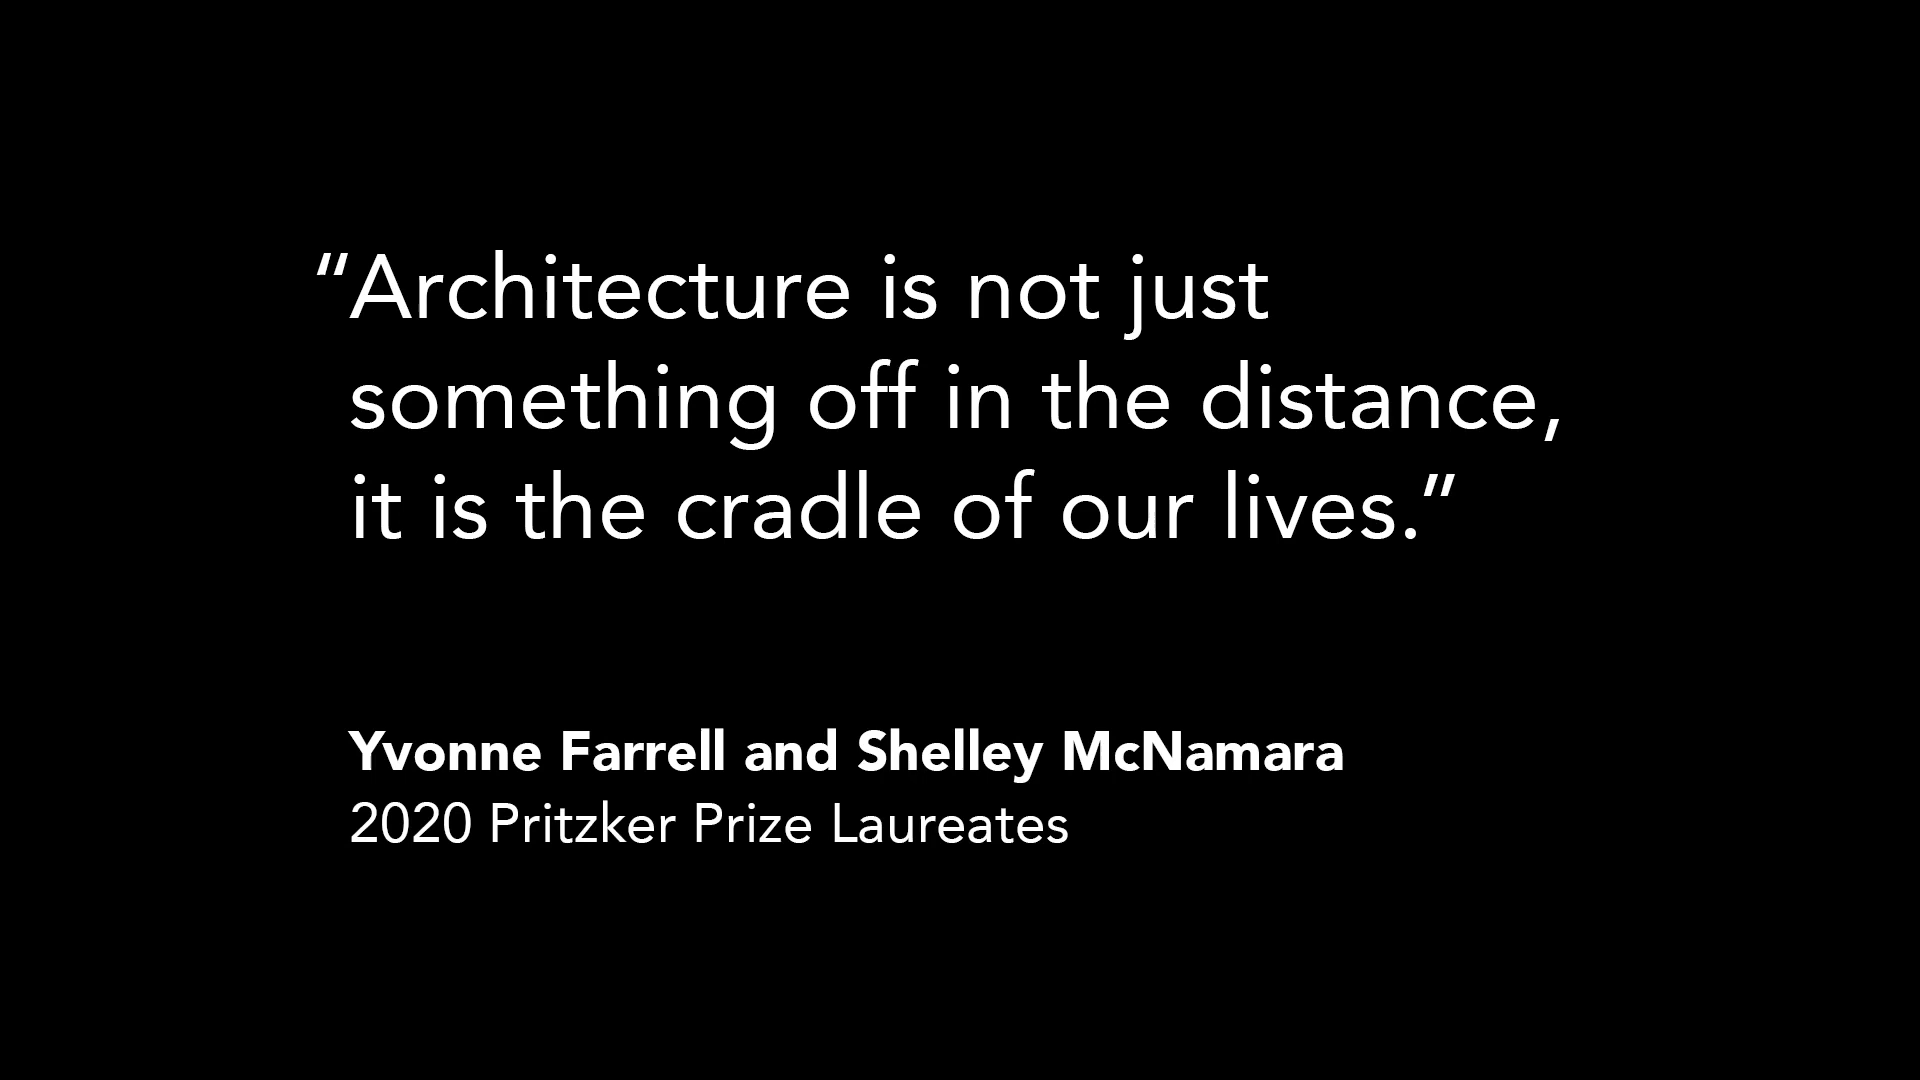 “Architecture is not just
something off in the distance,
it is the cradle of our lives.”
Yvonne Farrell and Shelley McNamara
2020 Pritzker Prize Laureates